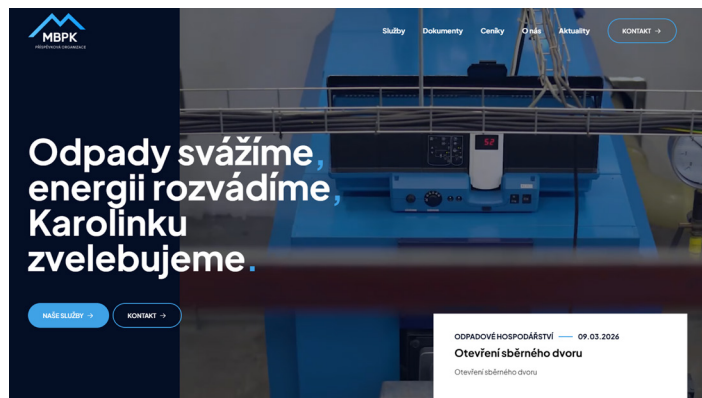 MBPK
PŘÍSPĚVKOVÁ ORGANIZACE
Služby Dokumenty Ceníky O nás Aktuality KONTAKT →
52
Odpady svážíme,
energii rozvádíme,
Karolinku
zvelebujeme.
NAŠE SLUŽBY → KONTAKT →
ODPADOVÉ HOSPODÁŘSTVÍ — 09.03.2026
Otevření sběrného dvoru
Otevření sběrného dvoru